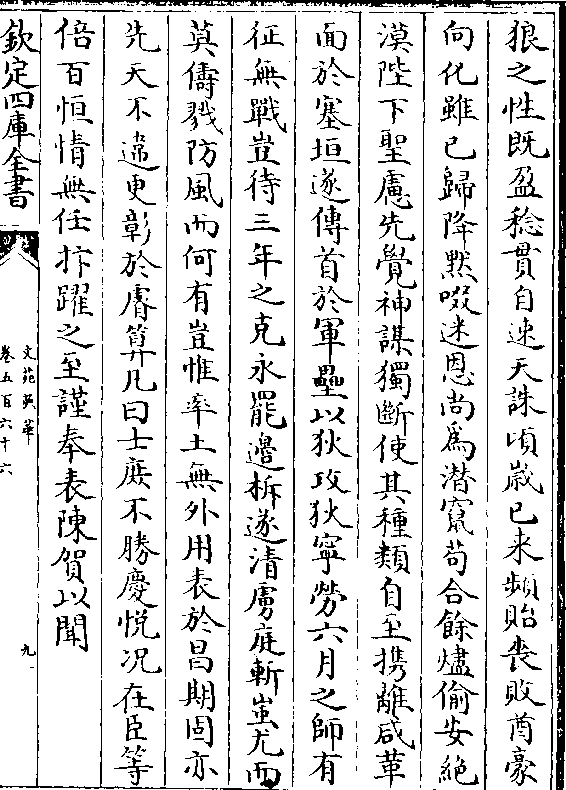 狼之性既盈稔貫自速天誅頃歲已来頻貽喪敗酋豪
向化雖已歸降黙啜迷恩尚爲潜竄苟合餘燼偷安絶
漠陛下聖慮先覺神謀獨斷使其種類自至携離咸革
面於塞垣遂傳首於軍壘以狄攻狄寧勞六月之師有
征無戰豈待三年之克永罷邊柝遂清虜庭斬蚩尤而
莫儔戮防風而何有豈惟率土無外用表於昌期固亦
先天不違更彰於睿算凡曰士庶不勝慶悦况在臣等
倍百恒情無任抃躍之至謹奉表陳賀以聞
欽定四庫全書
文苑英華
卷五百六十六
九